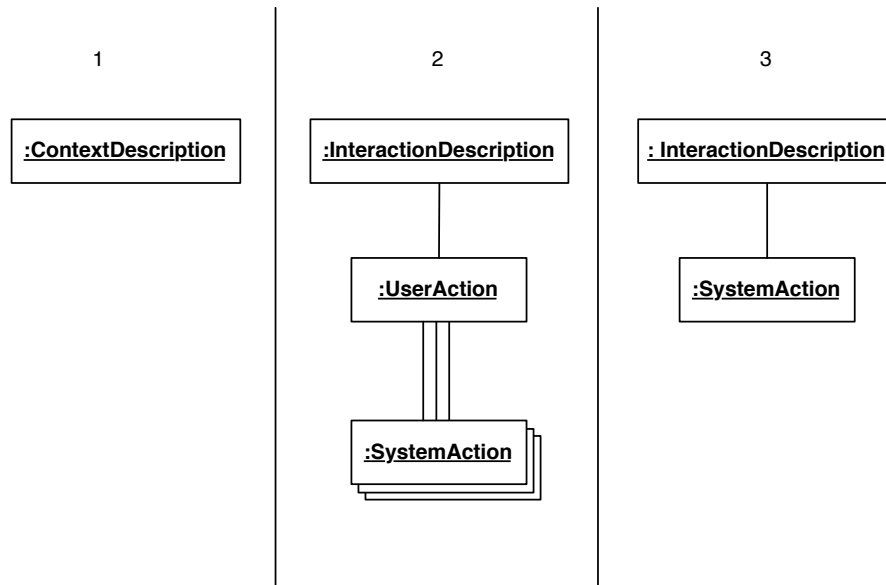 1
2
3
:ContextDescription
:InteractionDescription
: InteractionDescription
:UserAction
:SystemAction
:SystemAction